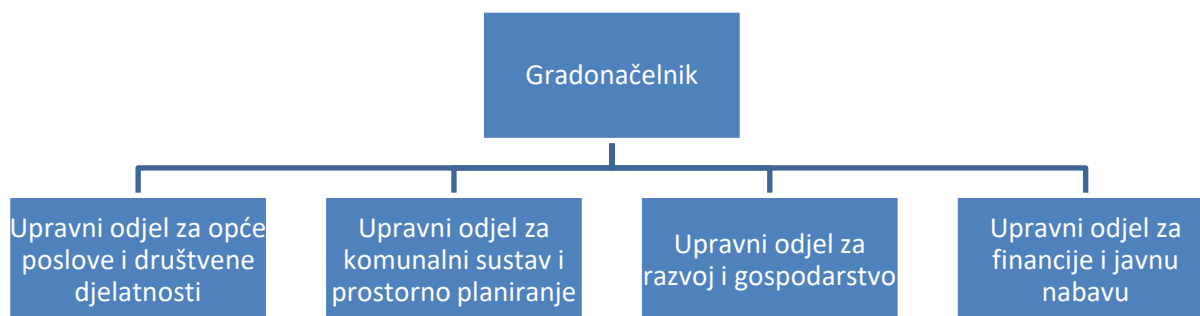 Gradonačelnik
Upravni odjel za opće
poslove i društvene
djelatnosti
Upravni odjel za
komunalni sustav i
prostorno planiranje
Upravni odjel za
razvoj i gospodarstvo
Upravni odjel za
financije i javnu
nabavu